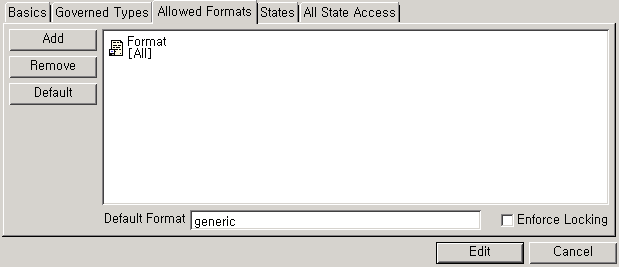 Basics Governed Types Allowed Formats States All State Access
Add
Remove
Default
Format
[All]
Default Format generic Enforce Locking
Edit Cancel